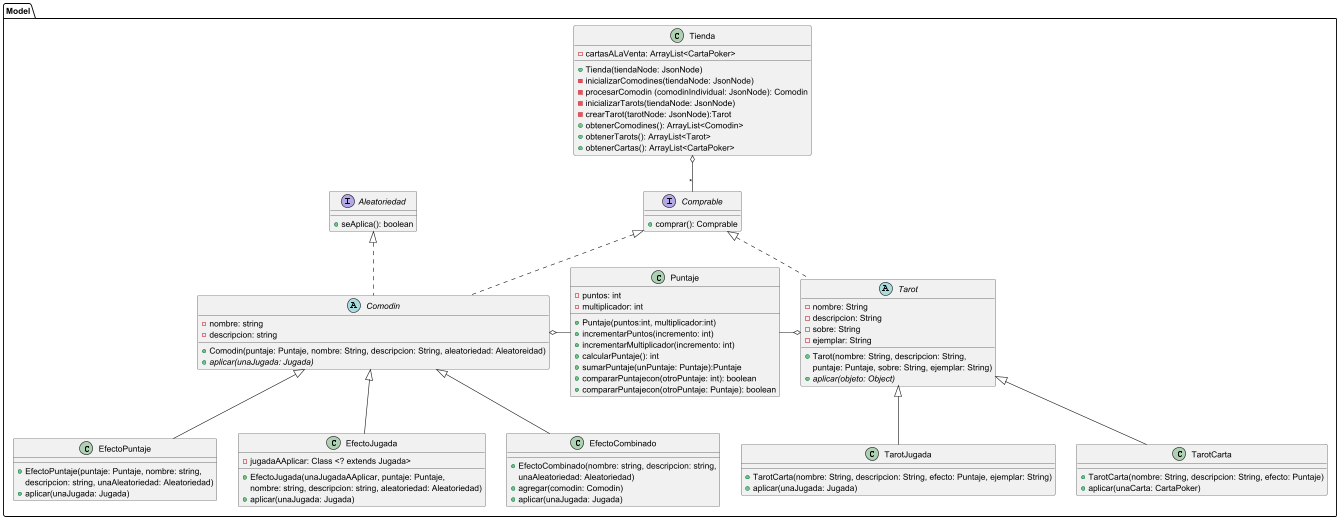 Model
C Tienda
cartasALaVenta: ArrayList<CartaPoker>
Tienda(tiendaNode: JsonNode)
inicializarComodines(tiendaNode: JsonNode)
procesarComodin (comodinIndividual: JsonNode): Comodin
inicializarTarots(tiendaNode: JsonNode)
crearTarot(tarotNode: JsonNode):Tarot
obtenerComodines(): ArrayList<Comodin>
obtenerTarots(): ArrayList<Tarot>
obtenerCartas(): ArrayList<CartaPoker>
*
I Aleatoriedad
seAplica(): boolean
I Comprable
comprar(): Comprable
A Comodin
nombre: string
descripcion: string
Comodin(puntaje: Puntaje, nombre: String, descripcion: String, aleatoriedad: Aleatoreidad)
aplicar(unaJugada: Jugada)
C Puntaje
puntos: int
multiplicador: int
Puntaje(puntos:int, multiplicador:int)
incrementarPuntos(incremento: int)
incrementarMultiplicador(incremento: int)
calcularPuntaje(): int
sumarPuntaje(unPuntaje: Puntaje):Puntaje
compararPuntajecon(otroPuntaje: int): boolean
compararPuntajecon(otroPuntaje: Puntaje): boolean
A Tarot
nombre: String
descripcion: String
sobre: String
ejemplar: String
Tarot(nombre: String, descripcion: String,
puntaje: Puntaje, sobre: String, ejemplar: String)
aplicar(objeto: Object)
C EfectoPuntaje
EfectoPuntaje(puntaje: Puntaje, nombre: string,
descripcion: string, unaAleatoriedad: Aleatoriedad)
aplicar(unaJugada: Jugada)
C EfectoJugada
jugadaAAplicar: Class <? extends Jugada>
EfectoJugada(unaJugadaAAplicar, puntaje: Puntaje,
nombre: string, descripcion: string, aleatoriedad: Aleatoriedad)
aplicar(unaJugada: Jugada)
C EfectoCombinado
EfectoCombinado(nombre: string, descripcion: string,
unaAleatoriedad: Aleatoriedad)
agregar(comodin: Comodin)
aplicar(unaJugada: Jugada)
C TarotJugada
TarotCarta(nombre: String, descripcion: String, efecto: Puntaje, ejemplar: String)
aplicar(unaJugada: Jugada)
C TarotCarta
TarotCarta(nombre: String, descripcion: String, efecto: Puntaje)
aplicar(unaCarta: CartaPoker)